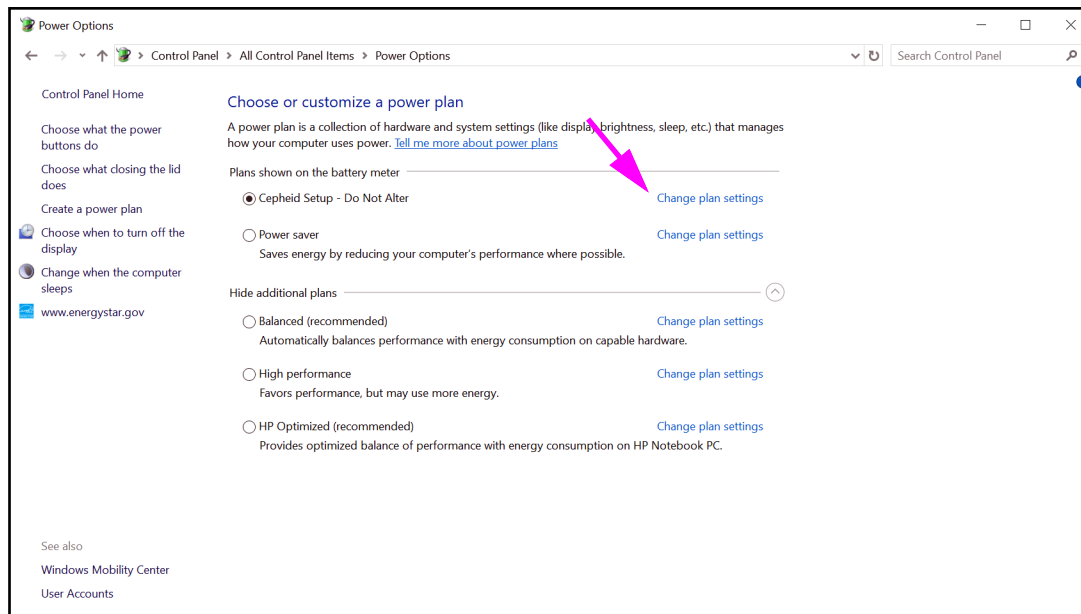 Power Options
Control Panel > All Control Panel Items > Power Options
Search Control Panel
Control Panel Home
Choose what the power
buttons do
Choose what closing the lid
does
Create a power plan
Choose when to turn off the
display
Change when the computer
sleeps
www.energystar.gov
Choose or customize a power plan
A power plan is a collection of hardware and system settings (like display brightness, sleep, etc.) that manages
how your computer uses power. Tell me more about power plans
Plans shown on the battery meter
Cepheid Setup - Do Not Alter Change plan settings
Power saver Change plan settings
Saves energy by reducing your computer's performance where possible.
Hide additional plans
Balanced (recommended) Change plan settings
Automatically balances performance with energy consumption on capable hardware.
High performance Change plan settings
Favors performance, but may use more energy.
HP Optimized (recommended) Change plan settings
Provides optimized balance of performance with energy consumption on HP Notebook PC.
See also
Windows Mobility Center
User Accounts